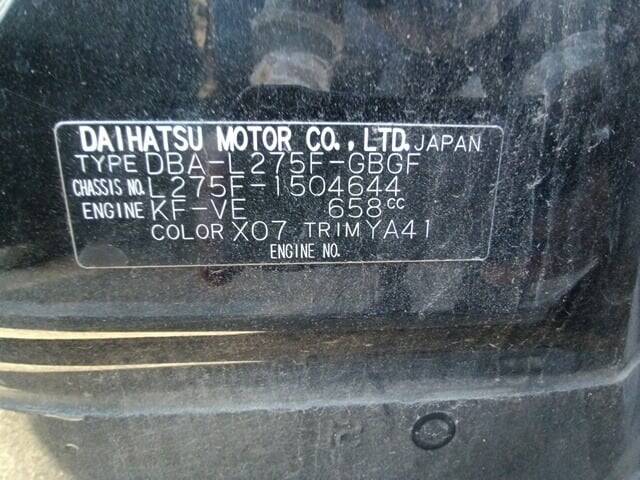 DAIHATSU MOTOR CO., LTD. JAPAN
TYPE DBA-L275F-GBGF
CHASSIS NO. L275F-1504644
ENGINE KF-VE 658CC
COLOR X07 TRIM YA41
ENGINE NO.